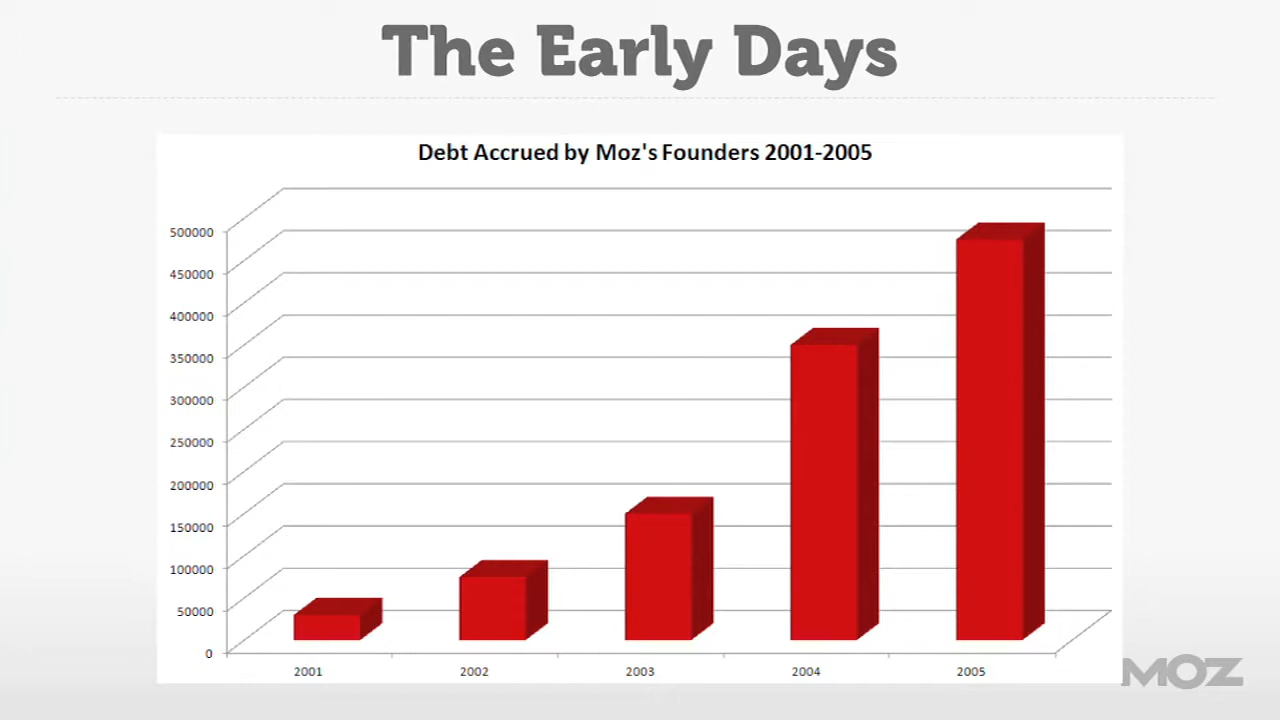 The Early Days
Debt Accrued by Moz's Founders 2001-2005
500000
450000
400000
350000
300000
250000
200000
150000
100000
50000
0
2001 2002 2003 2004 2005
MOZ